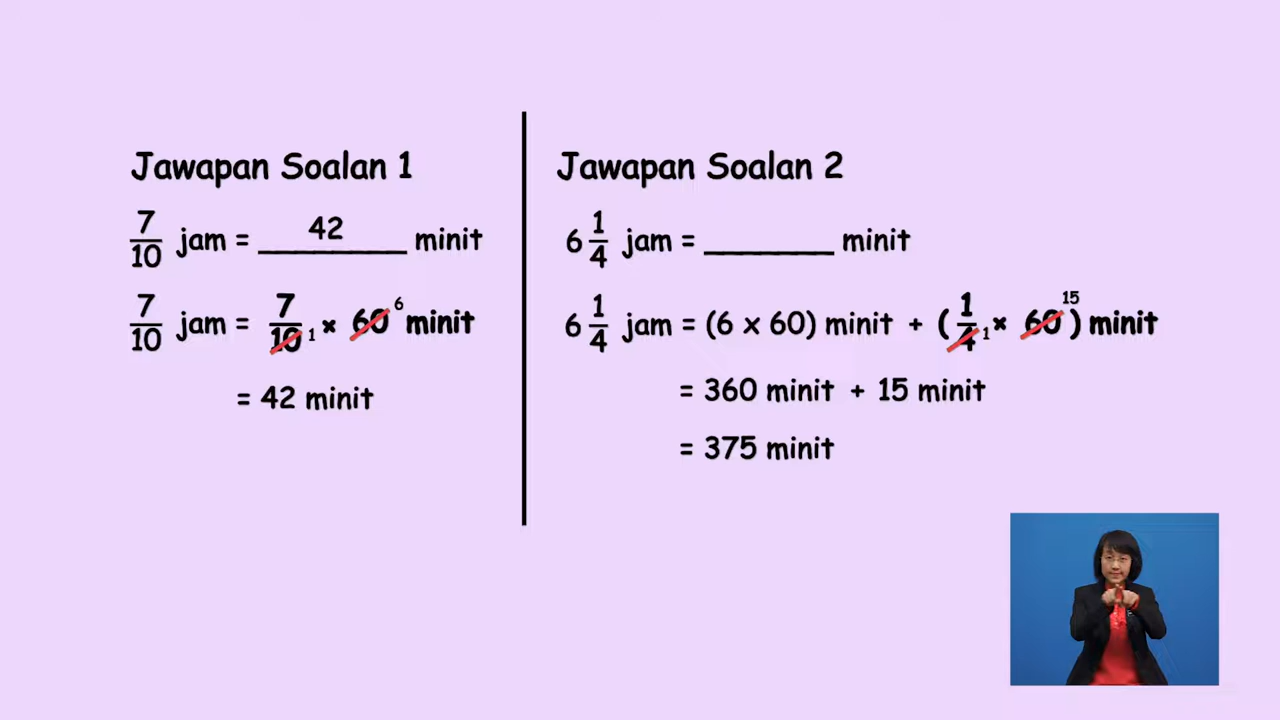 Jawapan Soalan 1
7/10 jam = 42 minit
7/10 jam = 7/10 1 × 60 6 minit
= 42 minit
Jawapan Soalan 2
6 1/4 jam = ________ minit
6 1/4 jam = (6 x 60) minit + (1/4 1 × 60 15) minit
= 360 minit + 15 minit
= 375 minit